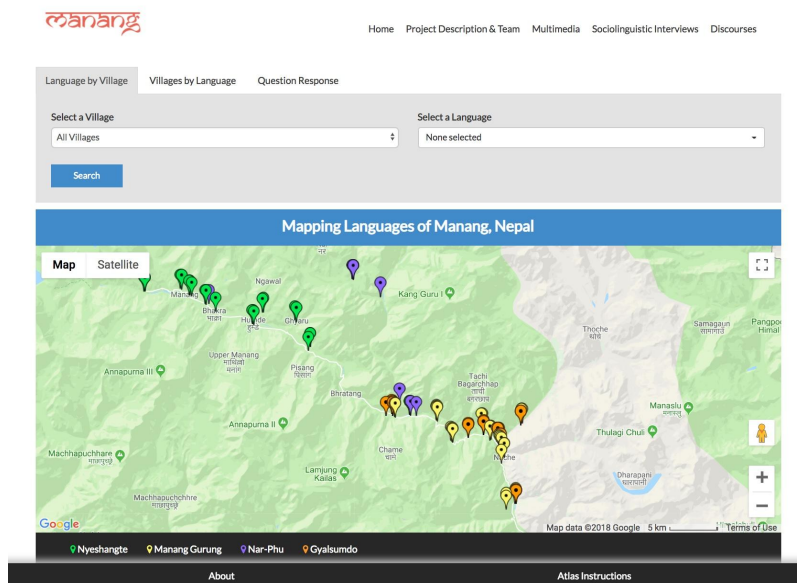 manang
Home Project Description & Team Multimedia Sociolinguistic Interviews Discourses
Language by Village Villages by Language Question Response
Select a Village Select a Language
All Villages None selected
Search
Mapping Languages of Manang, Nepal
Map Satellite
Ngawal
Manang
Kang Guru I
Bhakra
भाक्रा
Humde
हुम्डे
Ghyaru
Thoche
थोचे
Samagaun
सामागाउँ
Himal
Upper Manang
माथिल्लो
मनाङ
Annapurna III
Pisang
पिसाङ
Tachi
Bagarchhap
ताची
बगरछाप
Bhratang
Manaslu
Annapurna II
Thulagi Chuli
Machhapuchhare
माछापुच्छ्रे
Chame
चामे
Lamjung
Kailas
Dharapani
धारापानी
Machhapuchchhre
माछापुच्छ्रे
Google Map data ©2018 Google 5 km Terms of Use
Nyeshangte Manang Gurung Nar-Phu Gyalsumdo
About Atlas Instructions